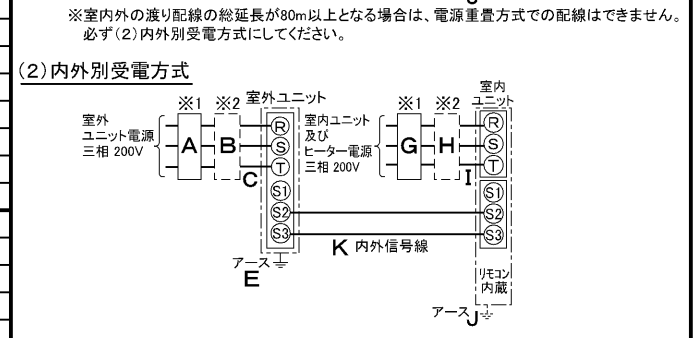 ※室内外の渡り配線の総延長が80m以上となる場合は、電源重畳方式での配線はできません。
必ず(2)内外別受電方式にしてください。
(2)内外別受電方式
※1 ※2 室外ユニット
室外
ユニット電源
三相 200V
A
B
C
R
S
T
S1
S2
S3
アース
E
室内ユニット
及び
ヒーター電源
三相 200V
※1 ※2
G
H
I
室内
ユニット
R
S
T
S1
S2
S3
K 内外信号線
リモコン
内蔵
アース
J